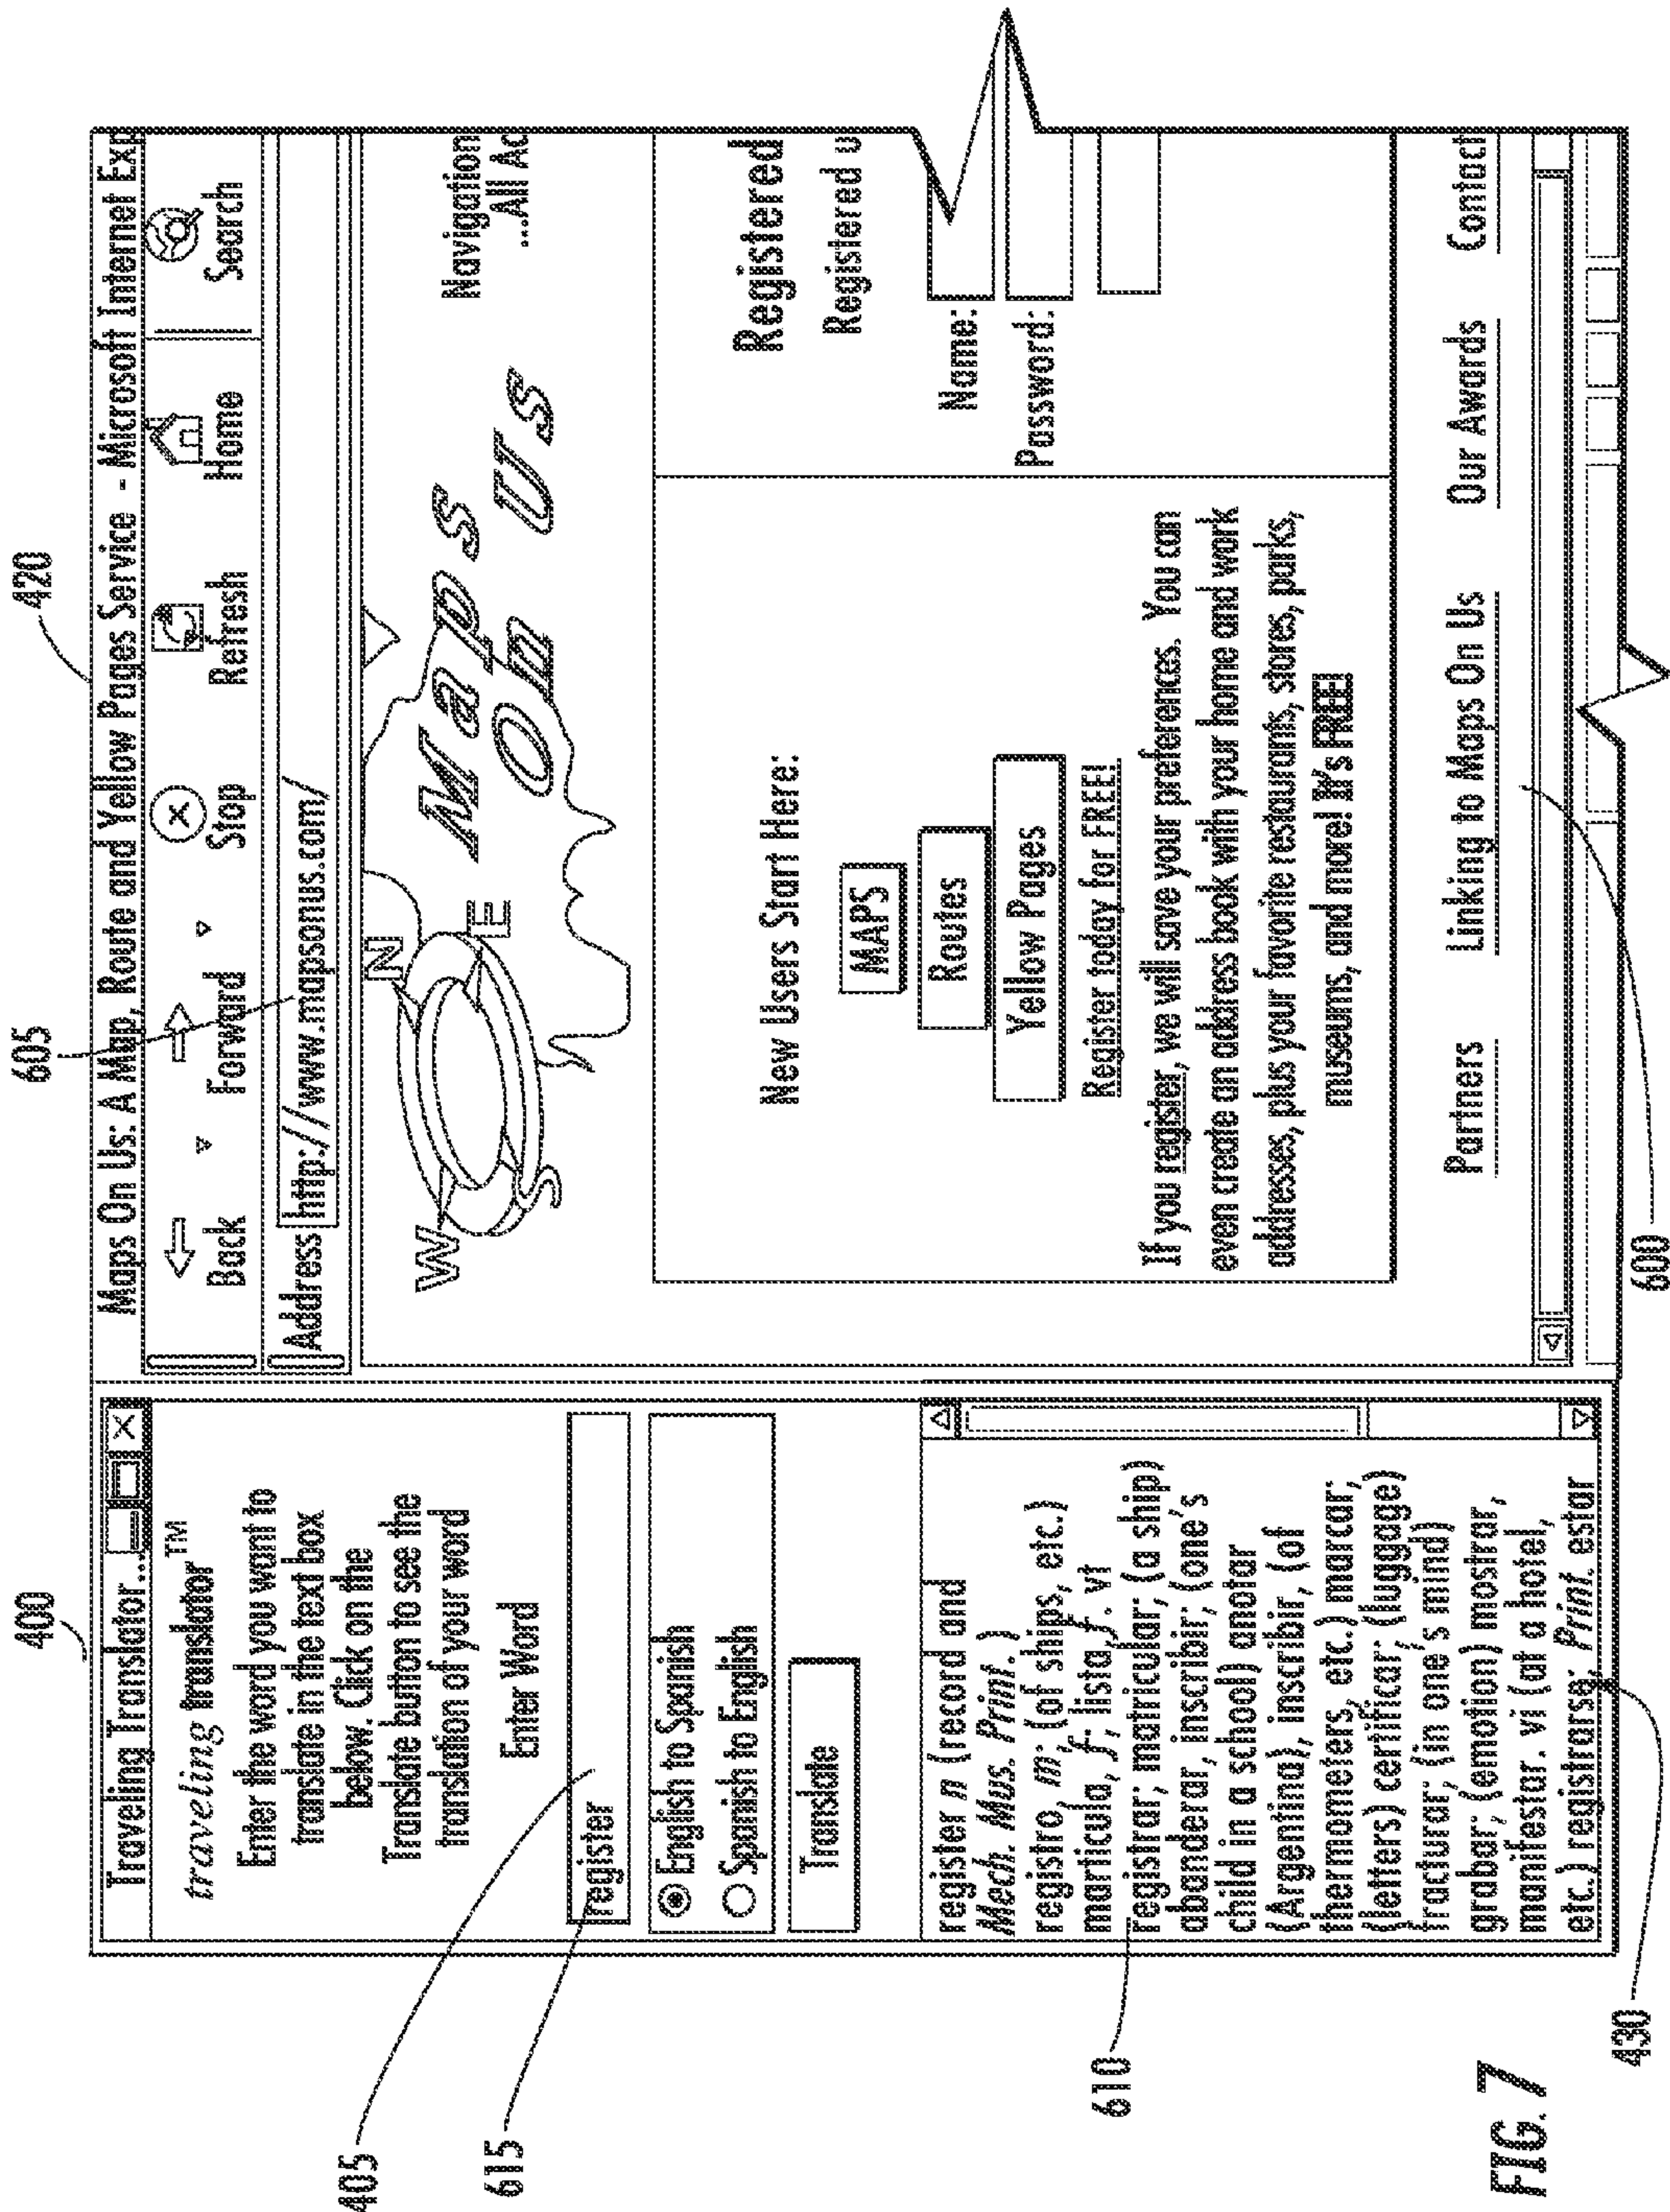 400
Traveling Translator...
traveling translator™
Enter the word you want to
translate in the text box
below. Click on the
Translate button to see the
translation of your word
Enter Word
register
English to Spanish
Spanish to English
Translate
register n (record and
Mech. Mus. Print.)
registro, m; (of ships, etc.)
matrícula, f; lista, f. vt
registrar; matricular; (a ship)
abanderar, inscribir; (one's
child in a school) anotar
(Argentina), inscribir, (of
thermometers, etc.) marcar;
(letters) certificar; (luggage)
facturar; (in one's mind)
grabar; (emotion) mostrar,
manifestar. vi (at a hotel,
etc.) registrarse; Print. estar
405
615
610
430
605
420
Maps On Us: A Map, Route and Yellow Pages Service - Microsoft Internet Exp
Back Forward Stop Refresh Home Search
Address http://www.mapsonus.com/
N
W E
S
Maps
On Us
Navigation
...All Ac
New Users Start Here:
MAPS
Routes
Yellow Pages
Register today for FREE!
If you register, we will save your preferences. You can
even create an address book with your home and work
addresses, plus your favorite restaurants, stores, parks,
museums, and more! It's FREE!
Registered
Registered u
Name:
Password:
Partners Linking to Maps On Us Our Awards Contact
600
FIG. 7